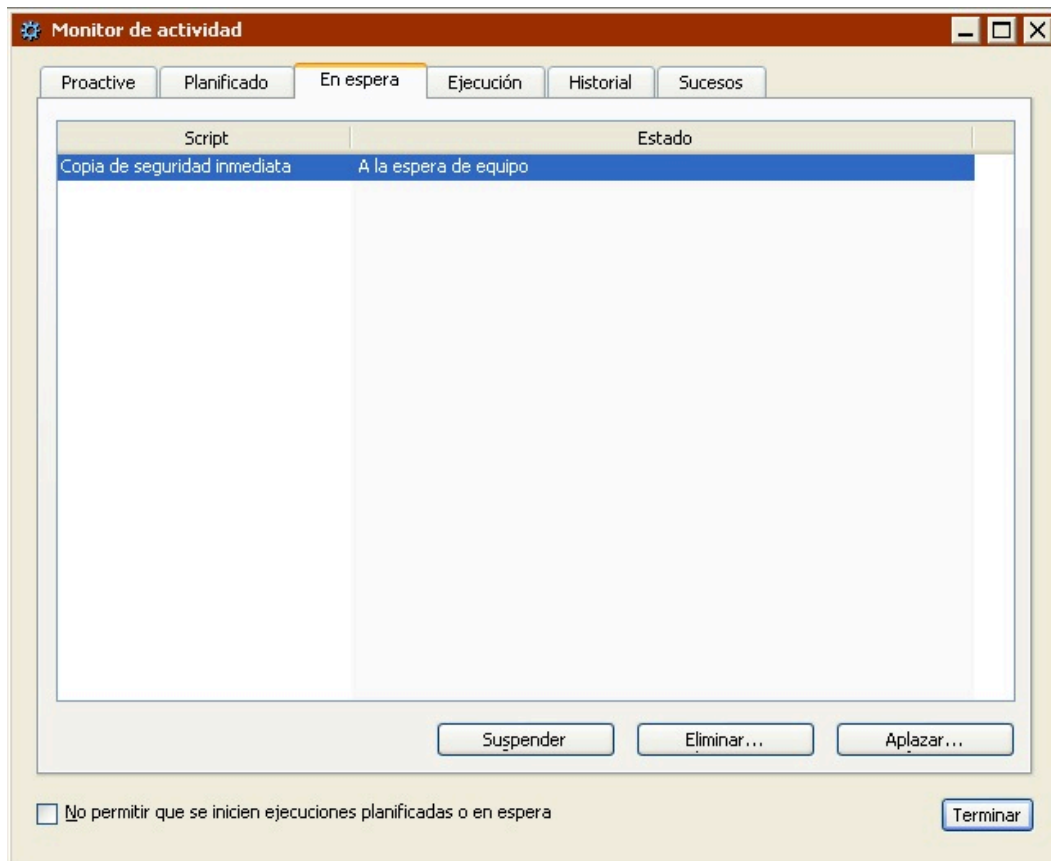 Monitor de actividad
Proactive
Planificado
En espera
Ejecución
Historial
Sucesos
Script
Estado
Copia de seguridad inmediata
A la espera de equipo
Suspender
Eliminar...
Aplazar...
No permitir que se inicien ejecuciones planificadas o en espera
Terminar